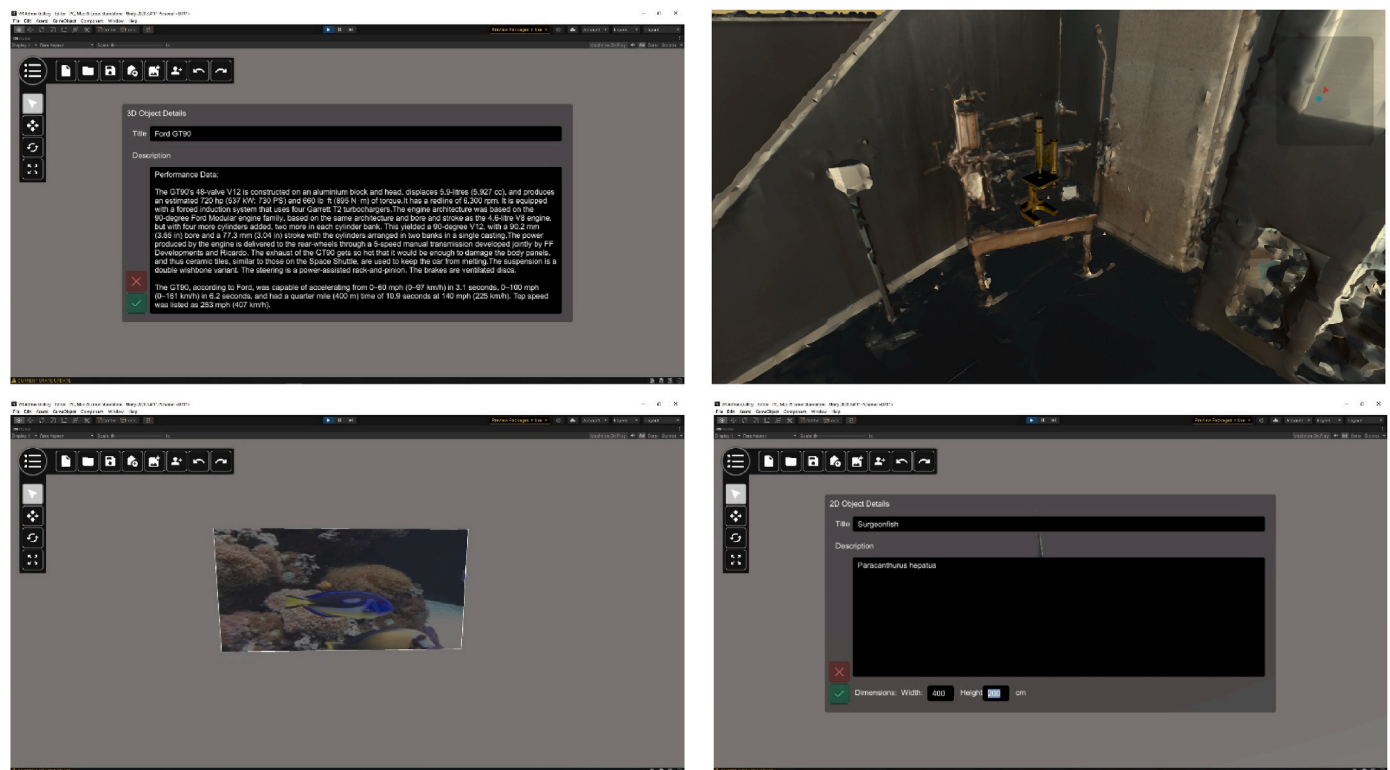 File Edit Assets GameObject Component Window Help
3D Object Details
Title Ford GT90
Description
Performance Data:
The GT90's 48-valve V12 is constructed on an aluminium block and head, displaces 5.9-litres (5,927 cc), and produces
an estimated 720 hp (537 kW; 730 PS) and 660 lb·ft (895 N·m) of torque.It has a redline of 6,300 rpm. It is equipped
with a forced induction system that uses four Garrett T2 turbochargers.The engine architecture was based on the
90-degree Ford Modular engine family, based on the same architecture and bore and stroke as the 4.6-litre V8 engine,
but with four more cylinders added, two more in each cylinder bank. This yielded a 90-degree V12, with a 90.2 mm
(3.55 in) bore and a 77.3 mm (3.04 in) stroke with the cylinders arranged in two banks in a single casting.The power
produced by the engine is delivered to the rear-wheels through a 5-speed manual transmission developed jointly by FF
Developments and Ricardo. The exhaust of the GT90 gets so hot that it would be enough to damage the body panels,
and thus ceramic tiles, similar to those on the Space Shuttle, are used to keep the car from melting.The suspension is a
double wishbone variant. The steering is a power-assisted rack-and-pinion. The brakes are ventilated discs.
The GT90, according to Ford, was capable of accelerating from 0–60 mph (0–97 km/h) in 3.1 seconds, 0–100 mph
(0–161 km/h) in 6.2 seconds, and had a quarter mile (400 m) time of 10.9 seconds at 140 mph (225 km/h). Top speed
was listed as 253 mph (407 km/h).
File Edit Assets GameObject Component Window Help
File Edit Assets GameObject Component Window Help
2D Object Details
Title Surgeonfish
Description
Paracanthurus hepatus
Dimensions: Width: 400 Height 200 cm